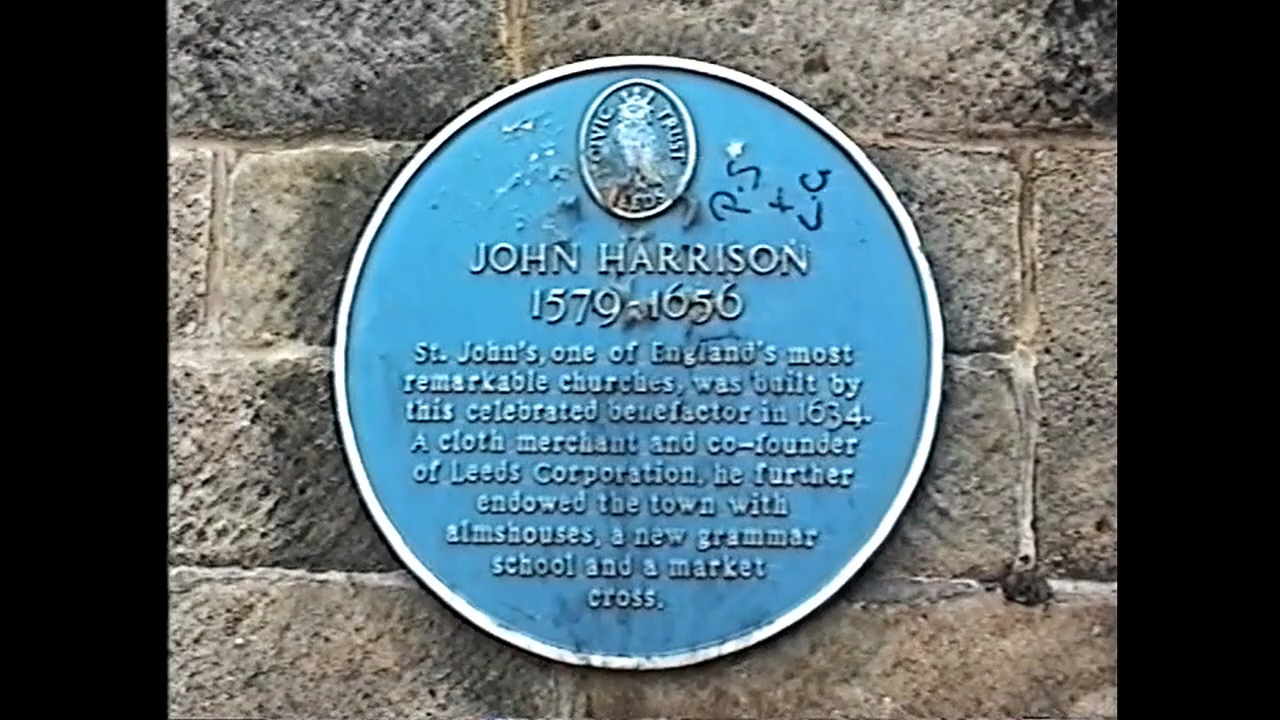 CIVIC TRUST
LEEDS
P.S
+
L.G
JOHN HARRISON
1579-1656
St. John's, one of England's most
remarkable churches, was built by
this celebrated benefactor in 1634.
A cloth merchant and co-founder
of Leeds Corporation, he further
endowed the town with
almshouses, a new grammar
school and a market
cross.